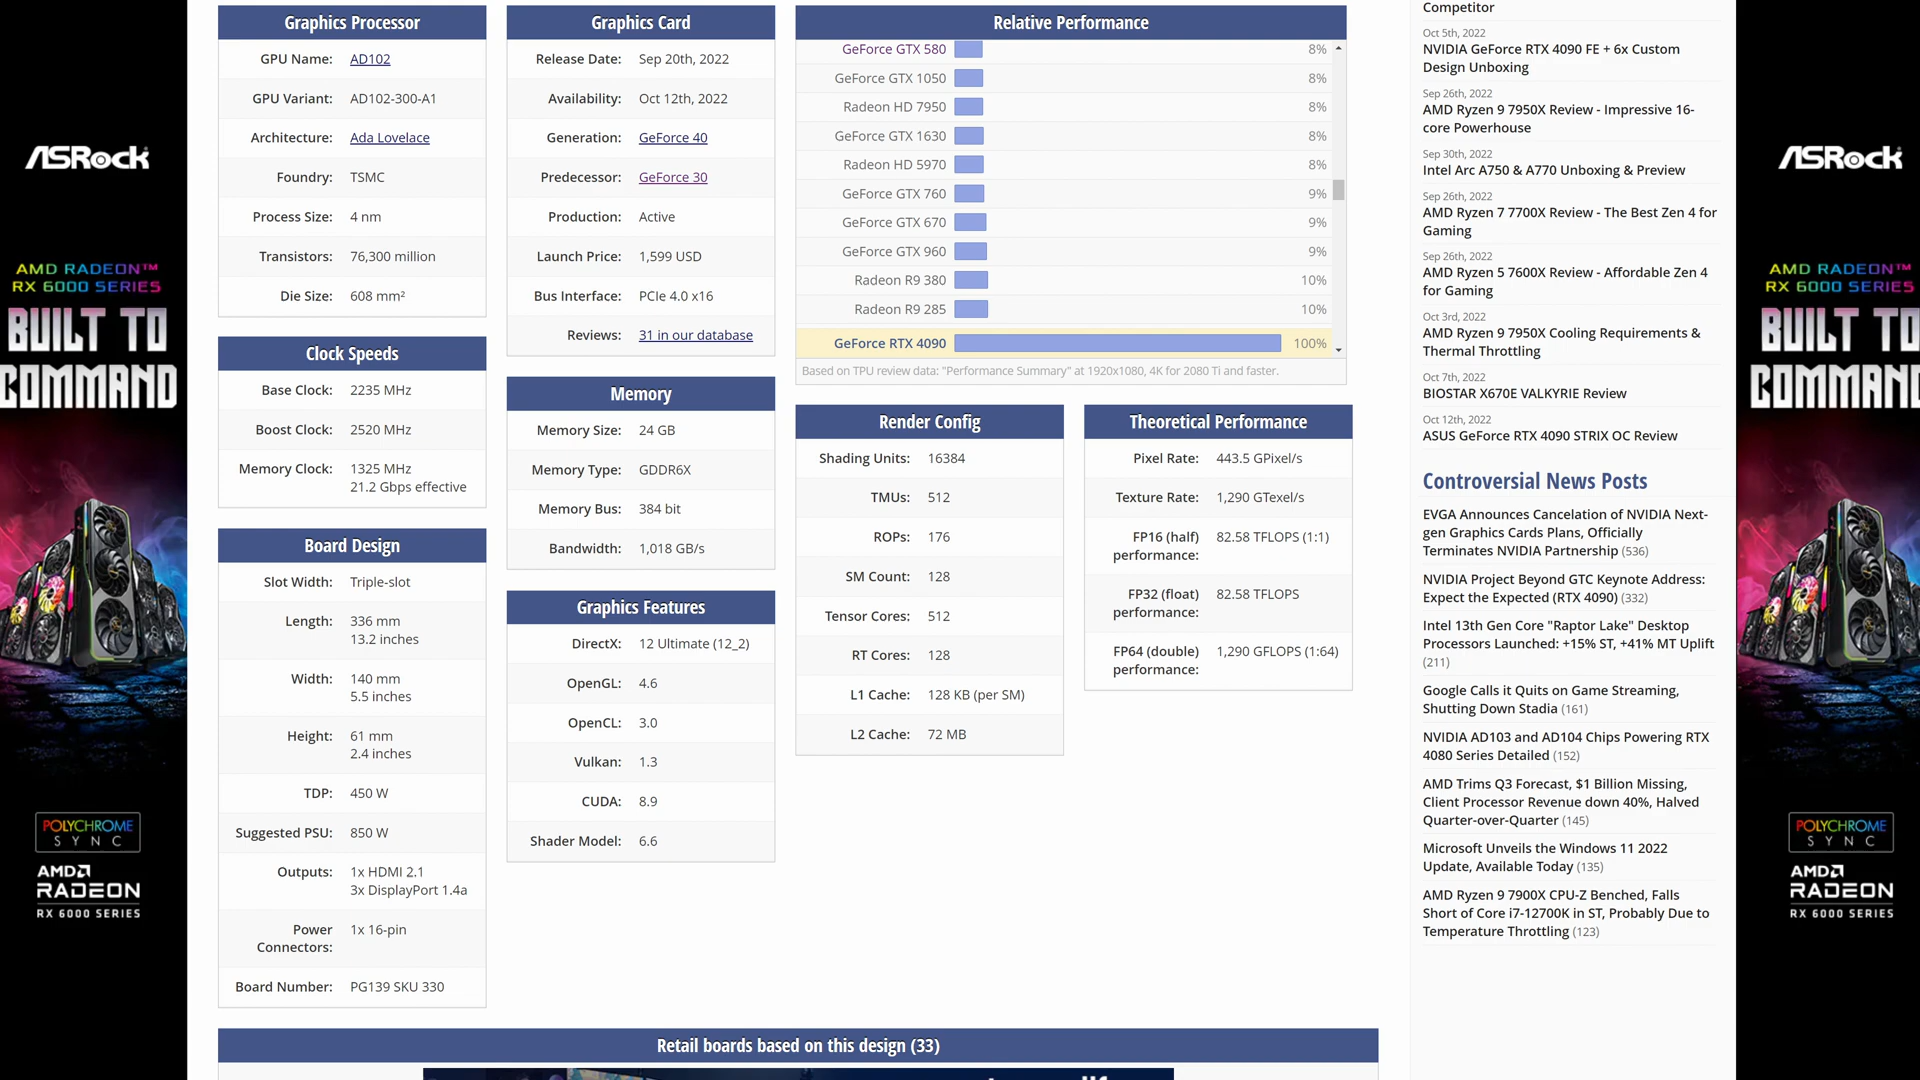 ASRock
AMD RADEON™
RX 6000 SERIES
BUILT TO
COMMAND
POLYCHROME
SYNC
AMD
RADEON
RX 6000 SERIES
Graphics Processor
GPU Name: AD102
GPU Variant: AD102-300-A1
Architecture: Ada Lovelace
Foundry: TSMC
Process Size: 4 nm
Transistors: 76,300 million
Die Size: 608 mm²
Clock Speeds
Base Clock: 2235 MHz
Boost Clock: 2520 MHz
Memory Clock: 1325 MHz
21.2 Gbps effective
Board Design
Slot Width: Triple-slot
Length: 336 mm
13.2 inches
Width: 140 mm
5.5 inches
Height: 61 mm
2.4 inches
TDP: 450 W
Suggested PSU: 850 W
Outputs: 1x HDMI 2.1
3x DisplayPort 1.4a
Power 1x 16-pin
Connectors:
Board Number: PG139 SKU 330
Graphics Card
Release Date: Sep 20th, 2022
Availability: Oct 12th, 2022
Generation: GeForce 40
Predecessor: GeForce 30
Production: Active
Launch Price: 1,599 USD
Bus Interface: PCIe 4.0 x16
Reviews: 31 in our database
Memory
Memory Size: 24 GB
Memory Type: GDDR6X
Memory Bus: 384 bit
Bandwidth: 1,018 GB/s
Graphics Features
DirectX: 12 Ultimate (12_2)
OpenGL: 4.6
OpenCL: 3.0
Vulkan: 1.3
CUDA: 8.9
Shader Model: 6.6
Relative Performance
GeForce GTX 580 8%
GeForce GTX 1050 8%
Radeon HD 7950 8%
GeForce GTX 1630 8%
Radeon HD 5970 8%
GeForce GTX 760 9%
GeForce GTX 670 9%
GeForce GTX 960 9%
Radeon R9 380 10%
Radeon R9 285 10%
GeForce RTX 4090 100%
Based on TPU review data: "Performance Summary" at 1920x1080, 4K for 2080 Ti and faster.
Render Config
Shading Units: 16384
TMUs: 512
ROPs: 176
SM Count: 128
Tensor Cores: 512
RT Cores: 128
L1 Cache: 128 KB (per SM)
L2 Cache: 72 MB
Theoretical Performance
Pixel Rate: 443.5 GPixel/s
Texture Rate: 1,290 GTexel/s
FP16 (half) 82.58 TFLOPS (1:1)
performance:
FP32 (float) 82.58 TFLOPS
performance:
FP64 (double) 1,290 GFLOPS (1:64)
performance:
Retail boards based on this design (33)
Competitor
Oct 5th, 2022
NVIDIA GeForce RTX 4090 FE + 6x Custom
Design Unboxing
Sep 26th, 2022
AMD Ryzen 9 7950X Review - Impressive 16-
core Powerhouse
Sep 30th, 2022
Intel Arc A750 & A770 Unboxing & Preview
Sep 26th, 2022
AMD Ryzen 7 7700X Review - The Best Zen 4 for
Gaming
Sep 26th, 2022
AMD Ryzen 5 7600X Review - Affordable Zen 4
for Gaming
Oct 3rd, 2022
AMD Ryzen 9 7950X Cooling Requirements &
Thermal Throttling
Oct 7th, 2022
BIOSTAR X670E VALKYRIE Review
Oct 12th, 2022
ASUS GeForce RTX 4090 STRIX OC Review
Controversial News Posts
EVGA Announces Cancelation of NVIDIA Next-
gen Graphics Cards Plans, Officially
Terminates NVIDIA Partnership (536)
NVIDIA Project Beyond GTC Keynote Address:
Expect the Expected (RTX 4090) (332)
Intel 13th Gen Core "Raptor Lake" Desktop
Processors Launched: +15% ST, +41% MT Uplift
(211)
Google Calls it Quits on Game Streaming,
Shutting Down Stadia (161)
NVIDIA AD103 and AD104 Chips Powering RTX
4080 Series Detailed (152)
AMD Trims Q3 Forecast, $1 Billion Missing,
Client Processor Revenue down 40%, Halved
Quarter-over-Quarter (145)
Microsoft Unveils the Windows 11 2022
Update, Available Today (135)
AMD Ryzen 9 7900X CPU-Z Benched, Falls
Short of Core i7-12700K in ST, Probably Due to
Temperature Throttling (123)
ASRock
AMD RADEON™
RX 6000 SERIES
BUILT TO
COMMAND
POLYCHROME
SYNC
AMD
RADEON
RX 6000 SERIES